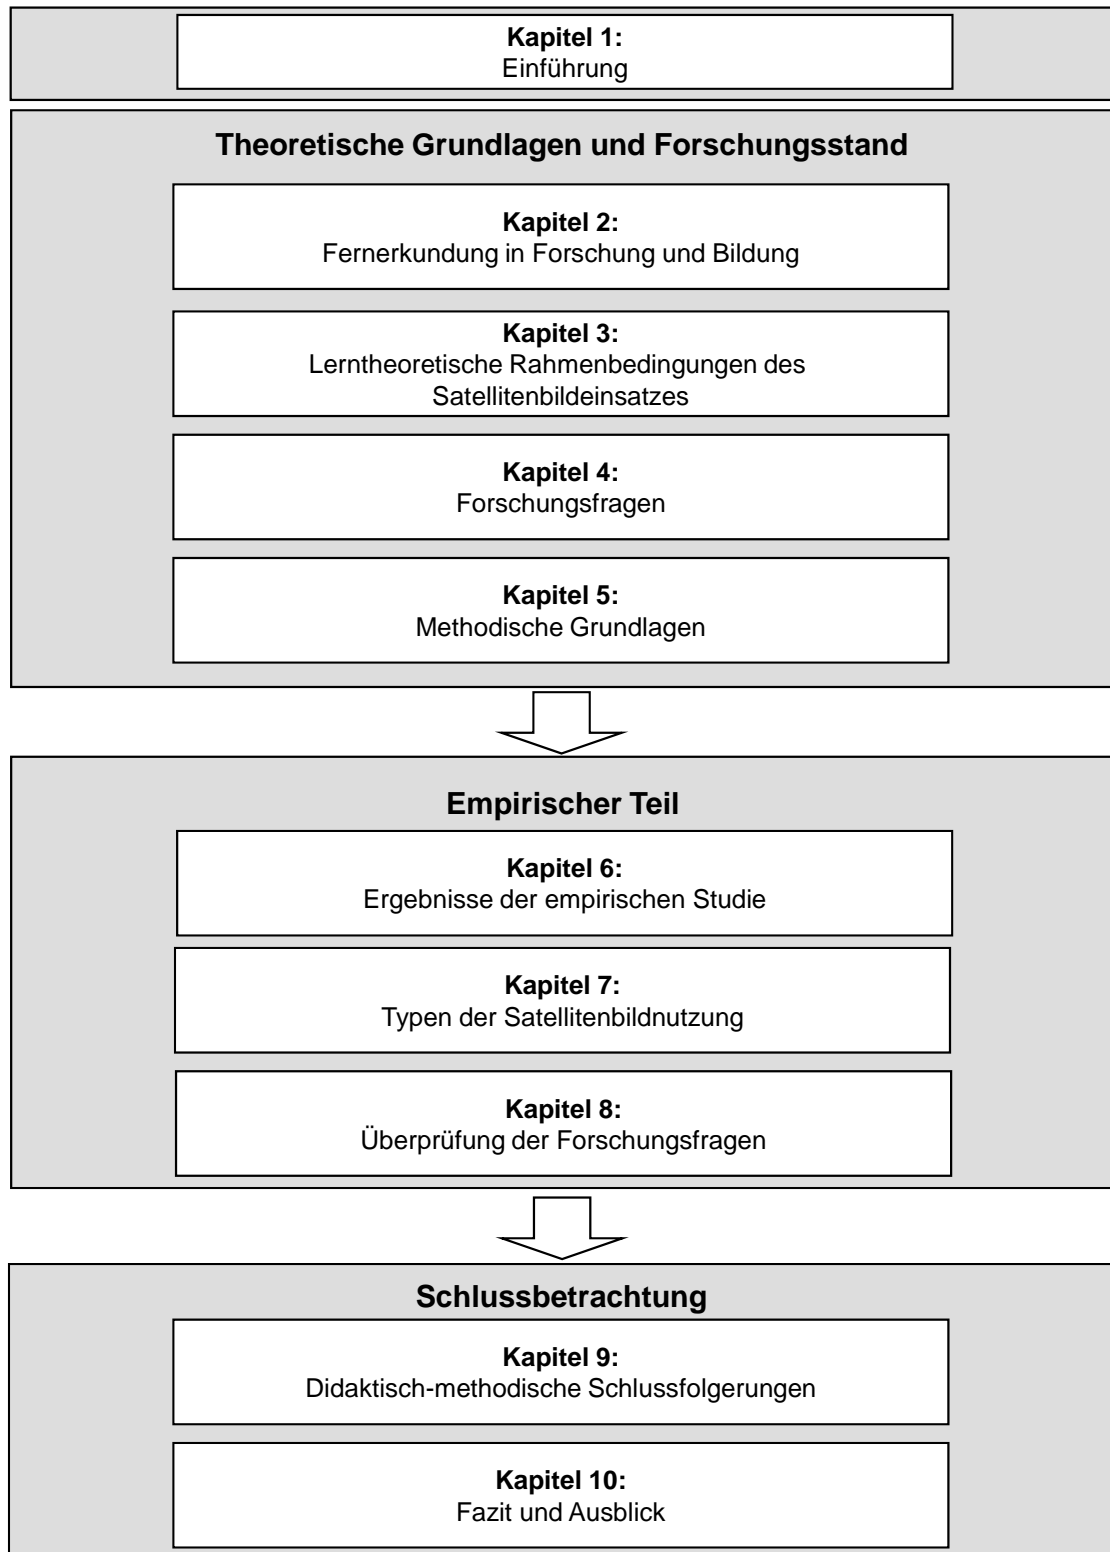 Kapitel 1:
Einführung
Theoretische Grundlagen und Forschungsstand
Kapitel 2:
Fernerkundung in Forschung und Bildung
Kapitel 3:
Lerntheoretische Rahmenbedingungen des
Satellitenbildeinsatzes
Kapitel 4:
Forschungsfragen
Kapitel 5:
Methodische Grundlagen
Empirischer Teil
Kapitel 6:
Ergebnisse der empirischen Studie
Kapitel 7:
Typen der Satellitenbildnutzung
Kapitel 8:
Überprüfung der Forschungsfragen
Schlussbetrachtung
Kapitel 9:
Didaktisch-methodische Schlussfolgerungen
Kapitel 10:
Fazit und Ausblick